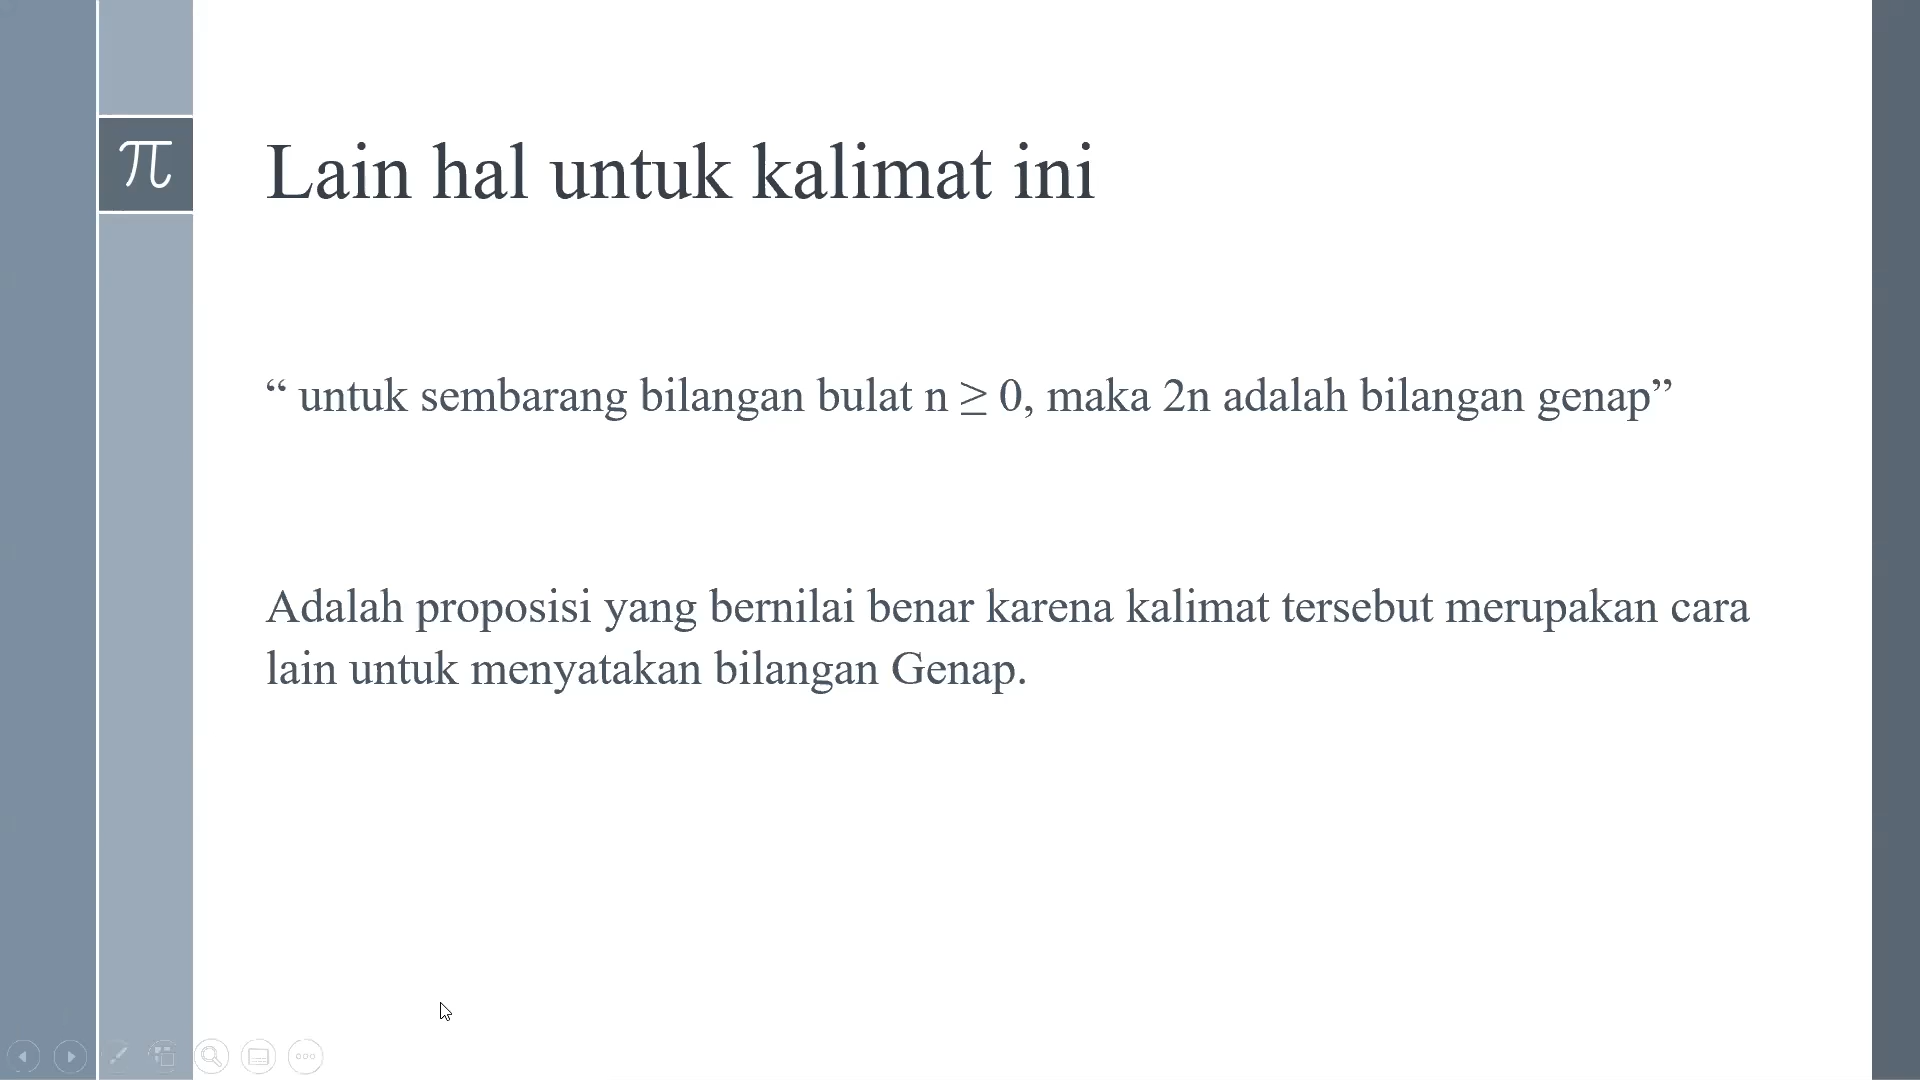 π
Lain hal untuk kalimat ini
“ untuk sembarang bilangan bulat n ≥ 0, maka 2n adalah bilangan genap”
Adalah proposisi yang bernilai benar karena kalimat tersebut merupakan cara
lain untuk menyatakan bilangan Genap.